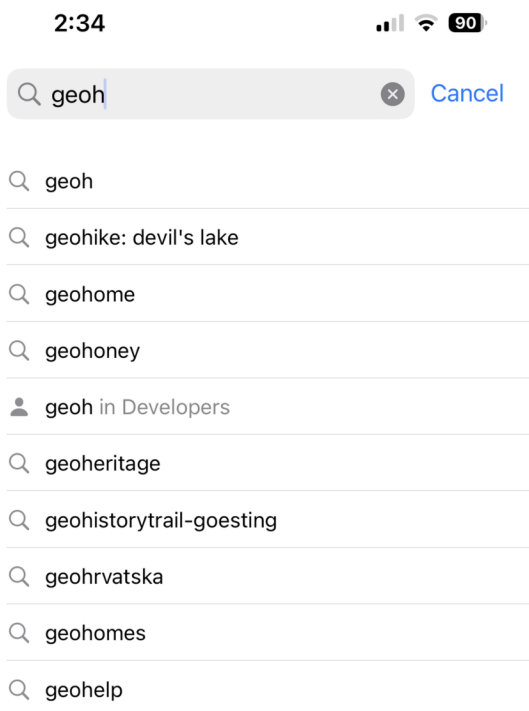 2:34
90
geoh
Cancel
geoh
geohike: devil's lake
geohome
geohoney
geoh in Developers
geoheritage
geohistorytrail-goesting
geohrvatska
geohomes
geohelp